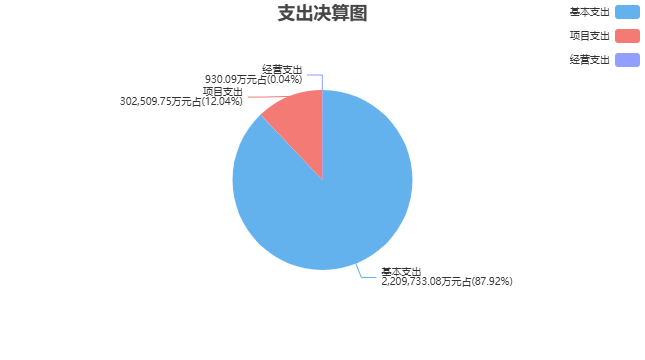 支出决算图
基本支出
项目支出
经营支出
经营支出
930.09万元占(0.04%)
项目支出
302,509.75万元占(12.04%)
基本支出
2,209,733.08万元占(87.92%)